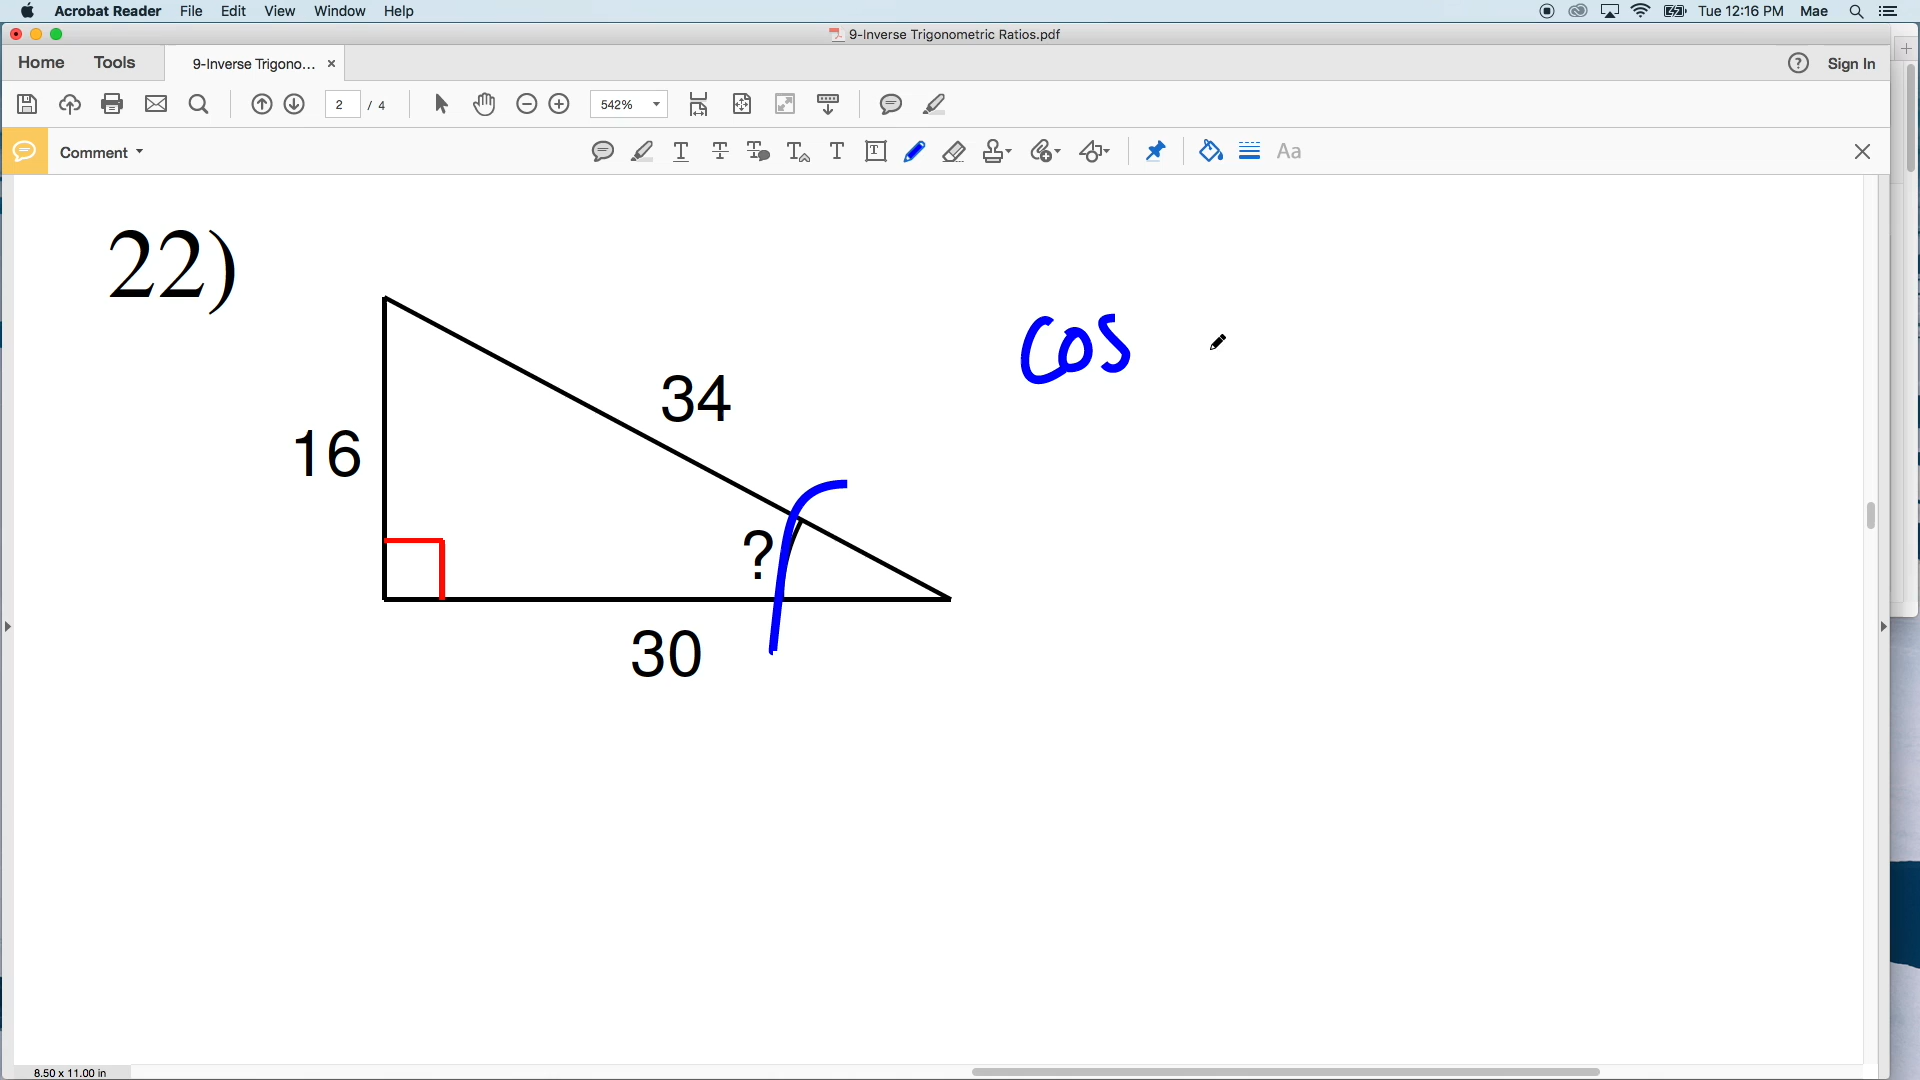 Acrobat Reader File Edit View Window Help Tue 12:16 PM Mae
9-Inverse Trigonometric Ratios.pdf
Home Tools 9-Inverse Trigono... × ? Sign In
2 / 4 542%
Comment T T T T T T Aa
22)
cos
34
16
?
30
8.50 x 11.00 in